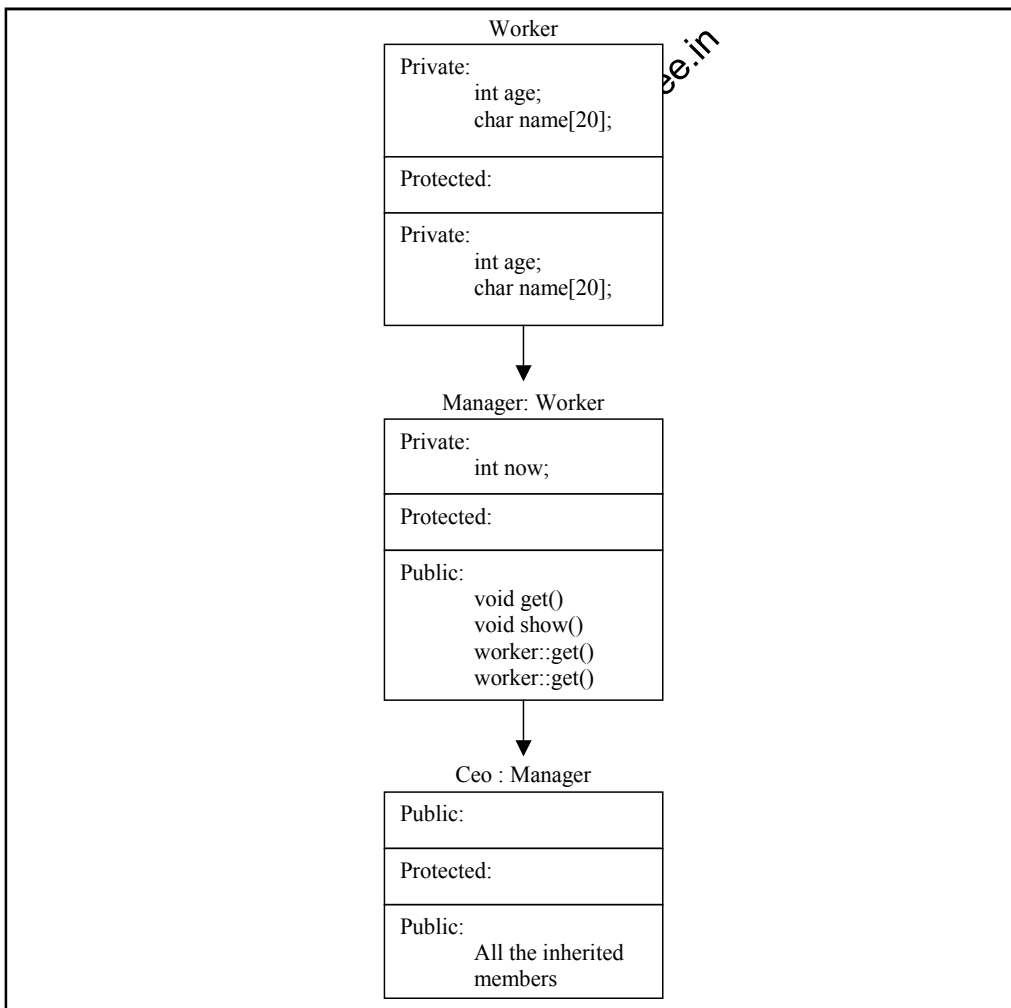 Worker
ee.in
Private:
int age;
char name[20];
Protected:
Private:
int age;
char name[20];
Manager: Worker
Private:
int now;
Protected:
Public:
void get()
void show()
worker::get()
worker::get()
Ceo : Manager
Public:
Protected:
Public:
All the inherited
members